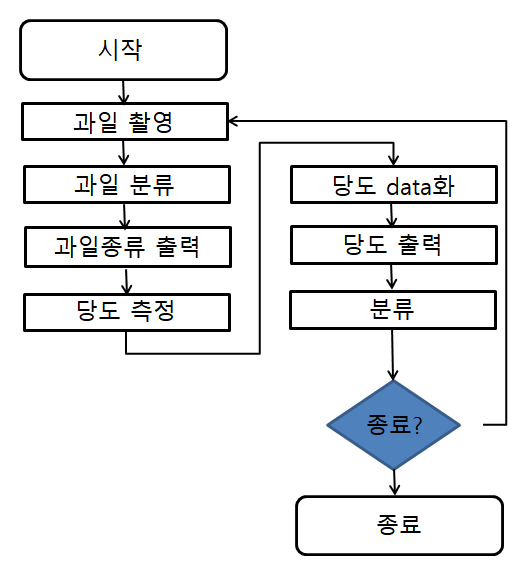 시작
과일 촬영
과일 분류
과일종류 출력
당도 측정
당도 data화
당도 출력
분류
종료?
종료